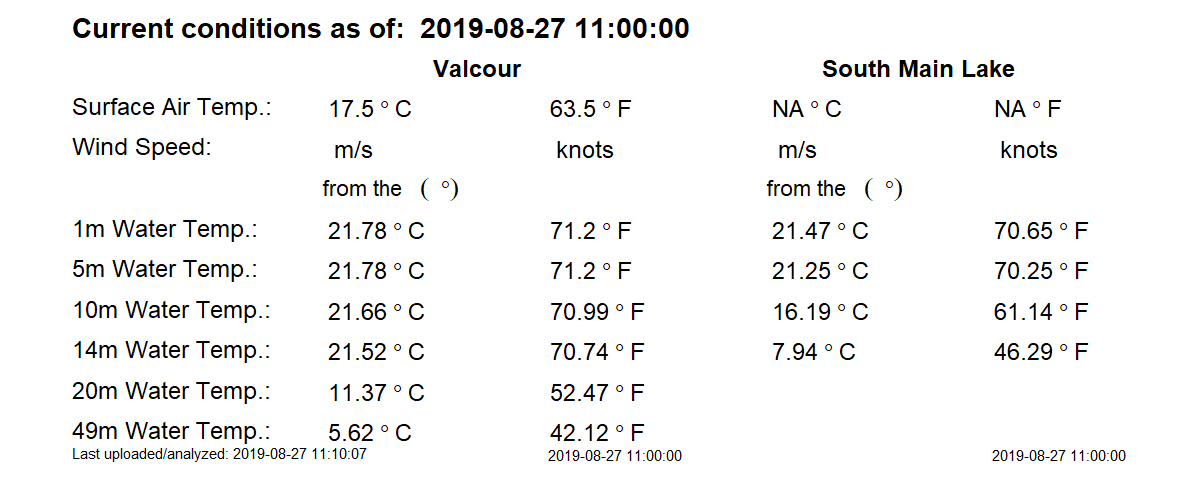 Current conditions as of: 2019-08-27 11:00:00
Valcour South Main Lake
Surface Air Temp.: 17.5 ° C 63.5 ° F NA ° C NA ° F
Wind Speed: m/s knots m/s knots
from the ( °) from the ( °)
1m Water Temp.: 21.78 ° C 71.2 ° F 21.47 ° C 70.65 ° F
5m Water Temp.: 21.78 ° C 71.2 ° F 21.25 ° C 70.25 ° F
10m Water Temp.: 21.66 ° C 70.99 ° F 16.19 ° C 61.14 ° F
14m Water Temp.: 21.52 ° C 70.74 ° F 7.94 ° C 46.29 ° F
20m Water Temp.: 11.37 ° C 52.47 ° F
49m Water Temp.: 5.62 ° C 42.12 ° F
Last uploaded/analyzed: 2019-08-27 11:10:07 2019-08-27 11:00:00 2019-08-27 11:00:00